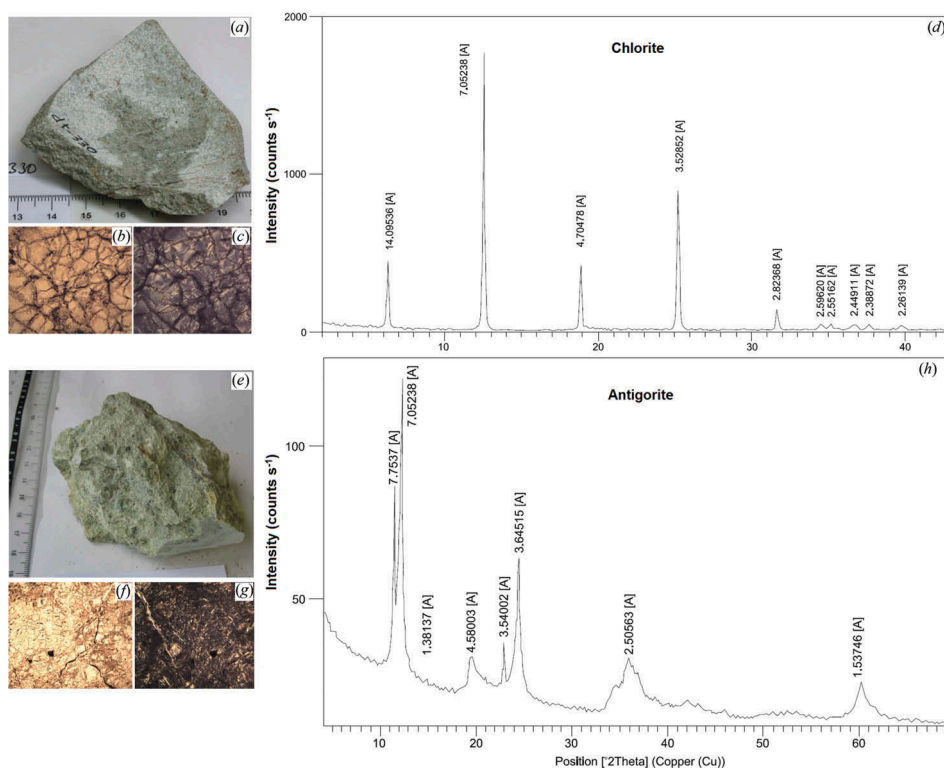 (a)
330
DP-330
13 14 15 16 17 18 19 20
(b)
(c)
(d)
Chlorite
Intensity (counts s⁻¹)
2000
1000
0
14.09536 [A]
7.05238 [A]
4.70478 [A]
3.52852 [A]
2.82368 [A]
2.59620 [A]
2.55162 [A]
2.44911 [A]
2.38872 [A]
2.26139 [A]
10 20 30 40
(e)
(f)
(g)
(h)
Antigorite
Intensity (counts s⁻¹)
100
50
7.7537 [A]
7.05238 [A]
1.38137 [A]
4.58003 [A]
3.54002 [A]
3.64515 [A]
2.50563 [A]
1.53746 [A]
10 20 30 40 50 60
Position [°2Theta] (Copper (Cu))